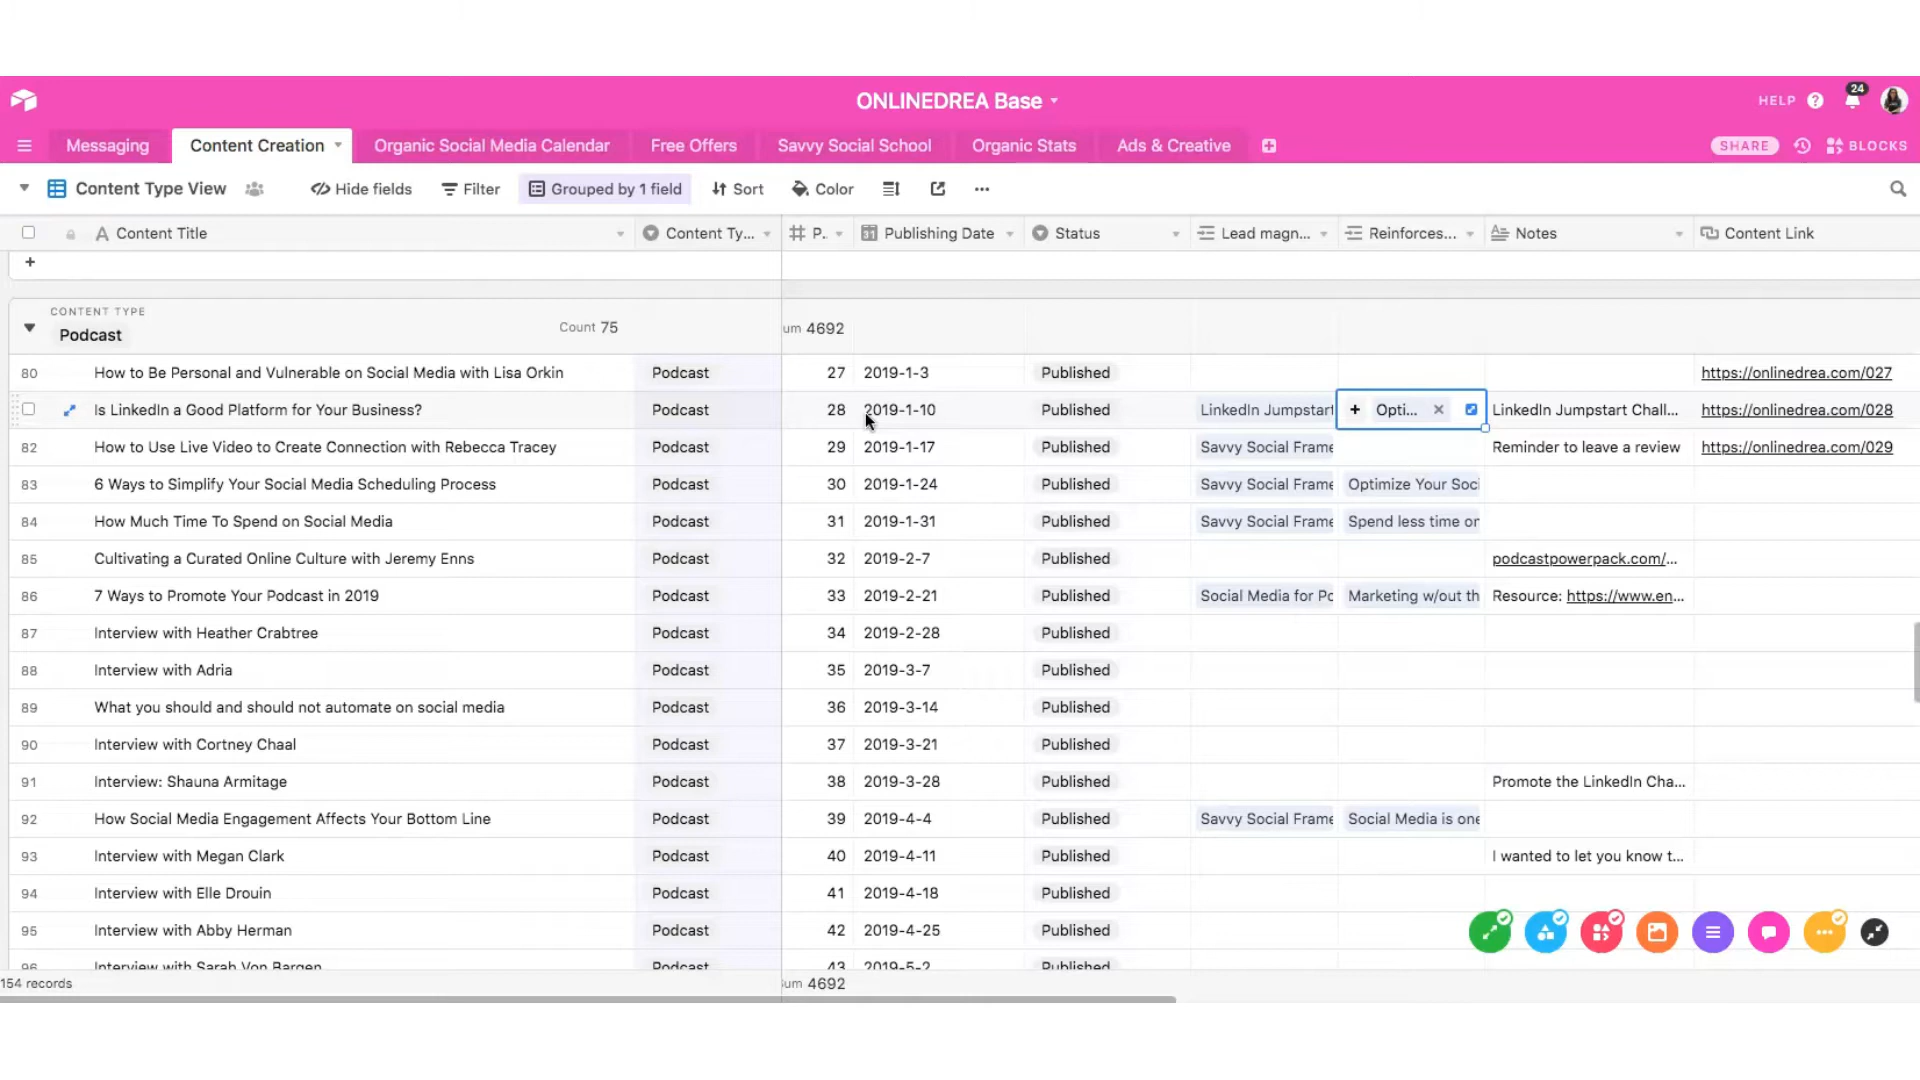 ONLINEDREA Base
HELP
24
Messaging
Content Creation
Organic Social Media Calendar
Free Offers
Savvy Social School
Organic Stats
Ads & Creative
SHARE
BLOCKS
Content Type View
Hide fields
Filter
Grouped by 1 field
Sort
Color
Content Title
Content Ty...
P..
31 Publishing Date
Status
Lead magn...
Reinforces...
Notes
Content Link
+
CONTENT TYPE
Podcast
Count 75
um 4692
80 How to Be Personal and Vulnerable on Social Media with Lisa Orkin Podcast 27 2019-1-3 Published https://onlinedrea.com/027
Is LinkedIn a Good Platform for Your Business? Podcast 28 2019-1-10 Published LinkedIn Jumpstart + Opti... LinkedIn Jumpstart Chall... https://onlinedrea.com/028
82 How to Use Live Video to Create Connection with Rebecca Tracey Podcast 29 2019-1-17 Published Savvy Social Frame Reminder to leave a review https://onlinedrea.com/029
83 6 Ways to Simplify Your Social Media Scheduling Process Podcast 30 2019-1-24 Published Savvy Social Frame Optimize Your Soci
84 How Much Time To Spend on Social Media Podcast 31 2019-1-31 Published Savvy Social Frame Spend less time or
85 Cultivating a Curated Online Culture with Jeremy Enns Podcast 32 2019-2-7 Published podcastpowerpack.com/...
86 7 Ways to Promote Your Podcast in 2019 Podcast 33 2019-2-21 Published Social Media for Pc Marketing w/out th Resource: https://www.en...
87 Interview with Heather Crabtree Podcast 34 2019-2-28 Published
88 Interview with Adria Podcast 35 2019-3-7 Published
89 What you should and should not automate on social media Podcast 36 2019-3-14 Published
90 Interview with Cortney Chaal Podcast 37 2019-3-21 Published
91 Interview: Shauna Armitage Podcast 38 2019-3-28 Published Promote the LinkedIn Cha...
92 How Social Media Engagement Affects Your Bottom Line Podcast 39 2019-4-4 Published Savvy Social Frame Social Media is one
93 Interview with Megan Clark Podcast 40 2019-4-11 Published I wanted to let you know t...
94 Interview with Elle Drouin Podcast 41 2019-4-18 Published
95 Interview with Abby Herman Podcast 42 2019-4-25 Published
96 Interview with Sarah Von Bargen Podcast 43 2019-5-2 Published
154 records
um 4692